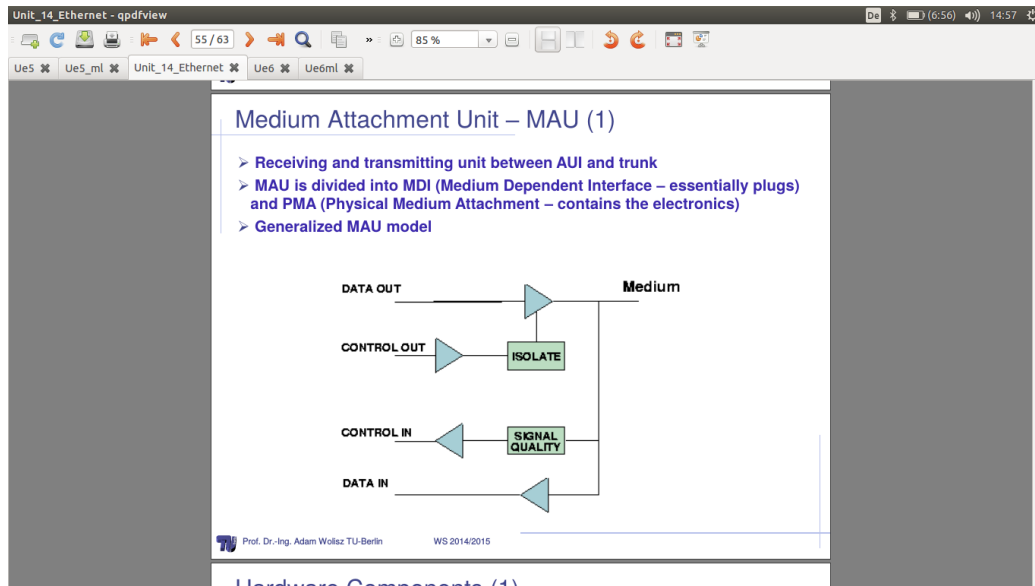 Unit_14_Ethernet - qpdfview
De (6:56) 14:57
55/63 » 85 %
Ue5 Ue5_ml Unit_14_Ethernet Ue6 Ue6ml
Medium Attachment Unit – MAU (1)
Receiving and transmitting unit between AUI and trunk
MAU is divided into MDI (Medium Dependent Interface – essentially plugs)
and PMA (Physical Medium Attachment – contains the electronics)
Generalized MAU model
DATA OUT
Medium
CONTROL OUT
ISOLATE
CONTROL IN
SIGNAL
QUALITY
DATA IN
Prof. Dr.-Ing. Adam Wolisz TU-Berlin WS 2014/2015
Hardware Components (1)